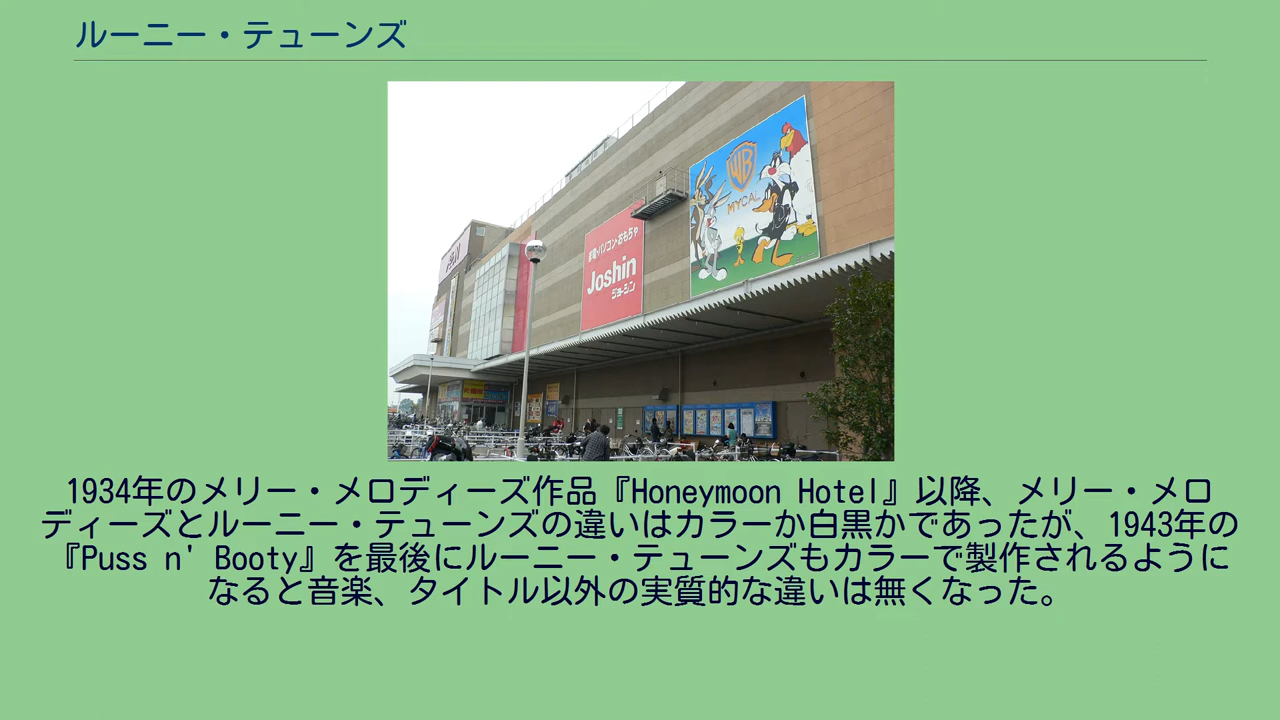 ルーニー・テューンズ
WB
MYCAL
家電・パソコン・おもちゃ
Joshin
ジョーシン
1934年のメリー・メロディーズ作品『Honeymoon Hotel』以降、メリー・メロ
ディーズとルーニー・テューンズの違いはカラーか白黒かであったが、1943年の
『Puss n' Booty』を最後にルーニー・テューンズもカラーで製作されるように
なると音楽、タイトル以外の実質的な違いは無くなった。